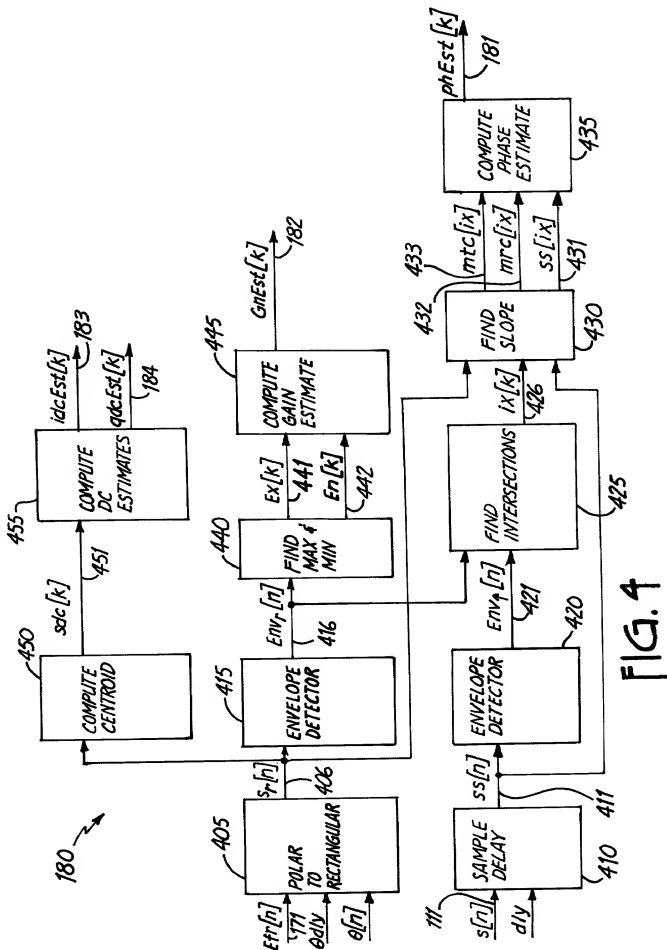 180
405
POLAR
TO
RECTANGULAR
Efr[n]
171
θdly
θ[n]
sr[n]
406
450
COMPUTE
CENTROID
sdc[k]
451
455
COMPUTE
DC
ESTIMATES
idcEst[k]
183
qdcEst[k]
184
415
ENVELOPE
DETECTOR
Envr[n]
416
440
FIND
MAX &
MIN
Ex[k]
441
En[k]
442
445
COMPUTE
GAIN
ESTIMATE
GnEst[k]
182
111
s[n]
dly
SAMPLE
DELAY
410
ss[n]
411
ENVELOPE
DETECTOR
420
Env↑[n]
421
FIND
INTERSECTIONS
425
ix[k]
426
FIND
SLOPE
430
433
mtc[ix]
432
mrc[ix]
ss[ix]
431
COMPUTE
PHASE
ESTIMATE
435
phEst[k]
181
FIG. 4